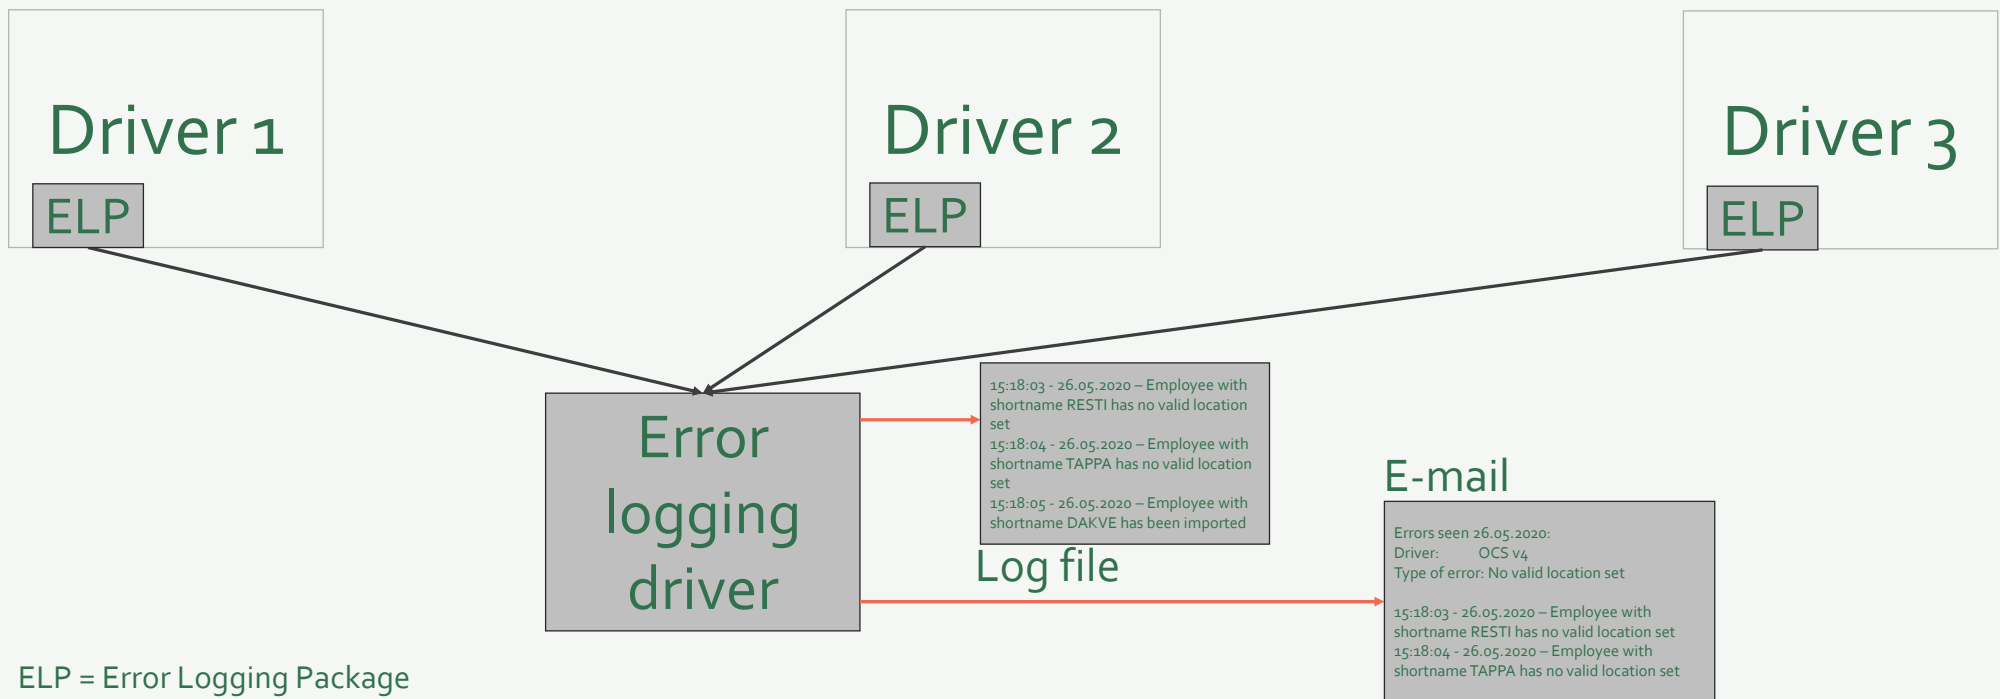 Driver 1
ELP
Driver 2
ELP
Driver 3
ELP
Error
logging
driver
15:18:03 - 26.05.2020 – Employee with
shortname RESTI has no valid location
set
15:18:04 - 26.05.2020 – Employee with
shortname TAPPA has no valid location
set
15:18:05 - 26.05.2020 – Employee with
shortname DAKVE has been imported
Log file
E-mail
Errors seen 26.05.2020:
Driver: OCS v4
Type of error: No valid location set
15:18:03 - 26.05.2020 – Employee with
shortname RESTI has no valid location set
15:18:04 - 26.05.2020 – Employee with
shortname TAPPA has no valid location set
ELP = Error Logging Package